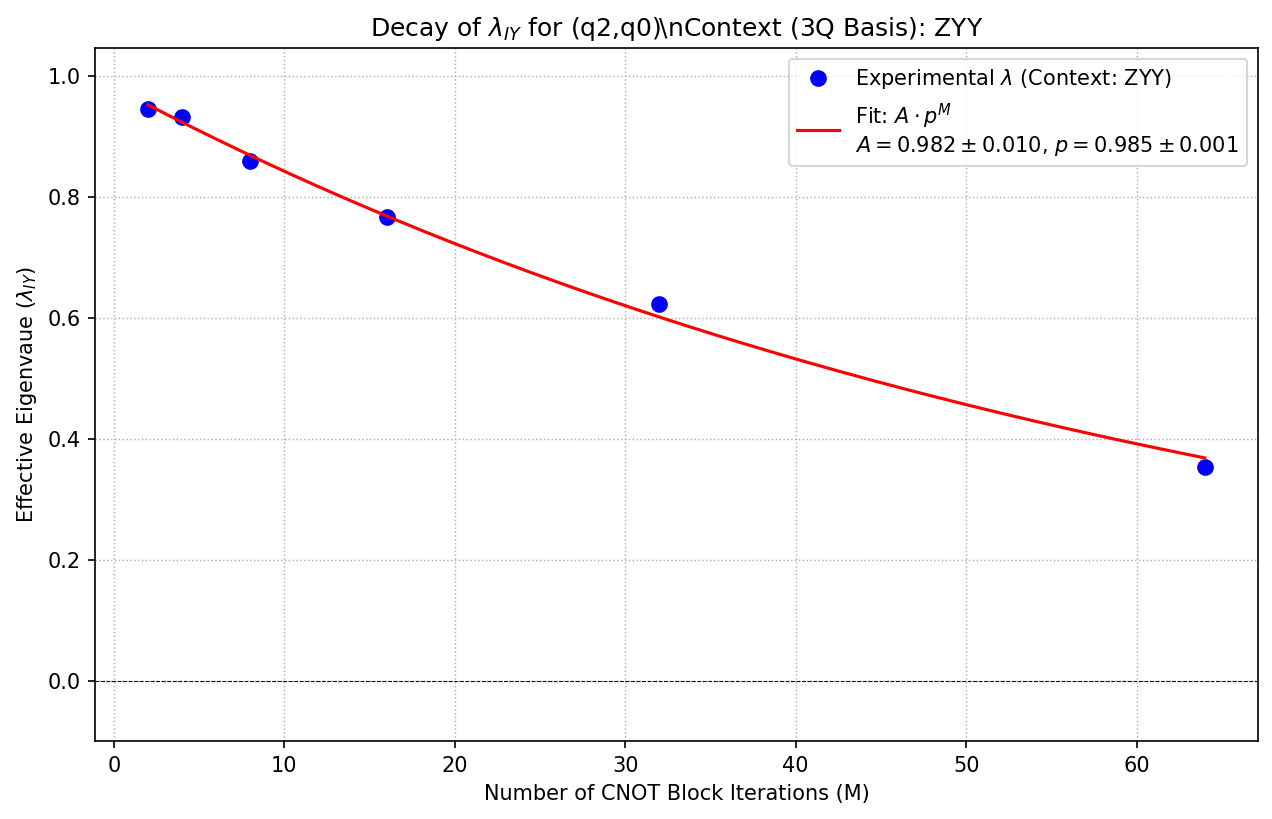 Decay of λ_IY for (q2,q0)\nContext (3Q Basis): ZYY
Experimental λ (Context: ZYY)
Fit: A · p^M
A = 0.982 ± 0.010, p = 0.985 ± 0.001
Effective Eigenvaue (λ_IY)
1.0
0.8
0.6
0.4
0.2
0.0
0 10 20 30 40 50 60
Number of CNOT Block Iterations (M)